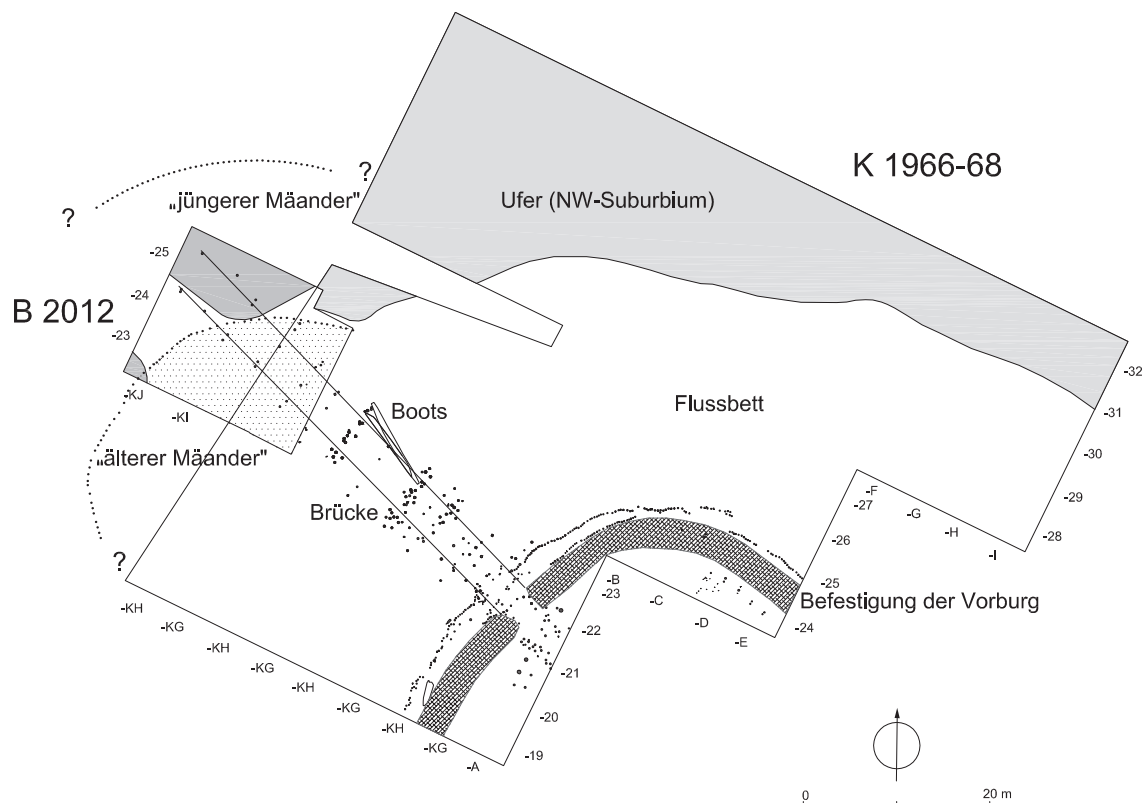 K 1966-68
Ufer (NW-Suburbium)
?
?
„jüngerer Mäander"
B 2012
-25
-24
-23
-KJ
-KI
Boots
Flussbett
„älterer Mäander"
Brücke
?
-32
-31
-30
-29
-28
-F
-27
-G
-H
-I
-26
-25
-24
Befestigung der Vorburg
-B
-23
-C
-D
-E
-22
-21
-20
-19
-KH
-KG
-KH
-KG
-KH
-KG
-KH
-KG
-A
0
20 m